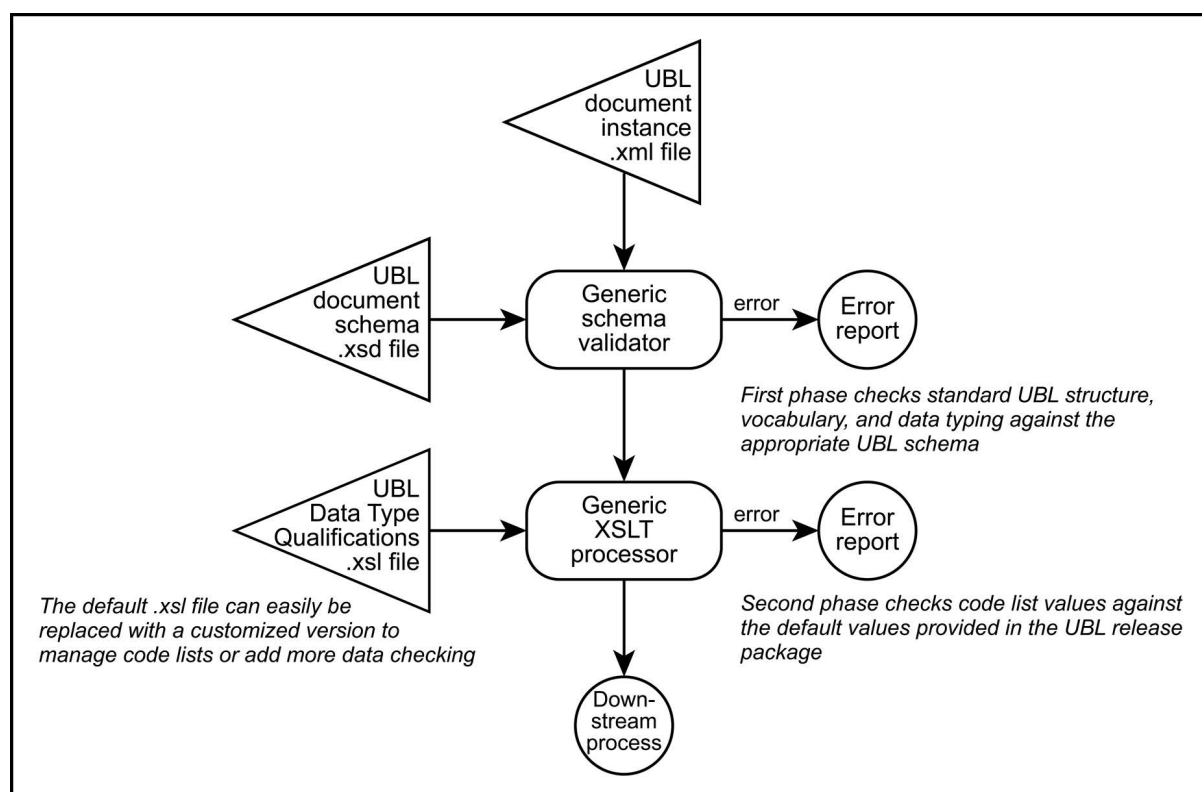 UBL
document
instance
.xml file
UBL
document
schema
.xsd file
Generic
schema
validator
error
Error
report
First phase checks standard UBL structure,
vocabulary, and data typing against the
appropriate UBL schema
UBL
Data Type
Qualifications
.xsl file
Generic
XSLT
processor
error
Error
report
The default .xsl file can easily be
replaced with a customized version to
manage code lists or add more data checking
Second phase checks code list values against
the default values provided in the UBL release
package
Down-
stream
process